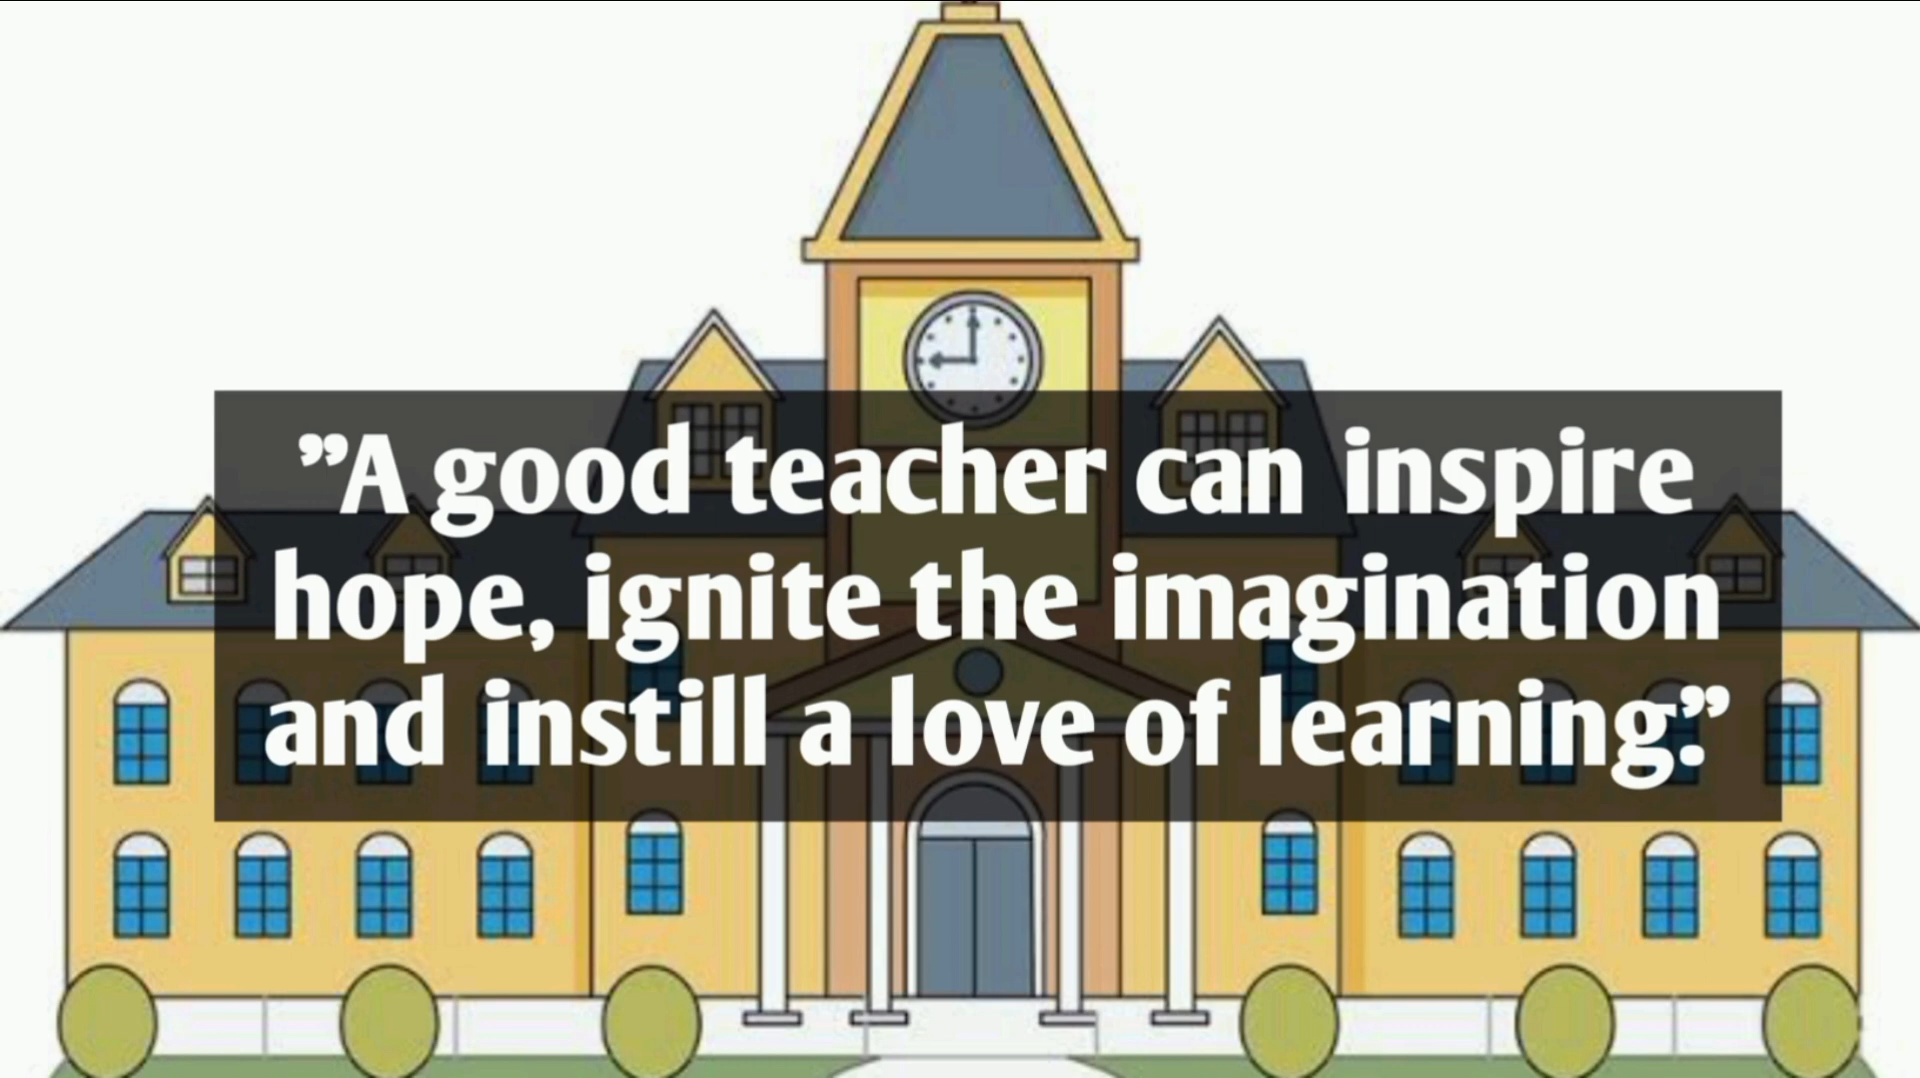 ”A good teacher can inspire
hope, ignite the imagination
and instill a love of learning.”